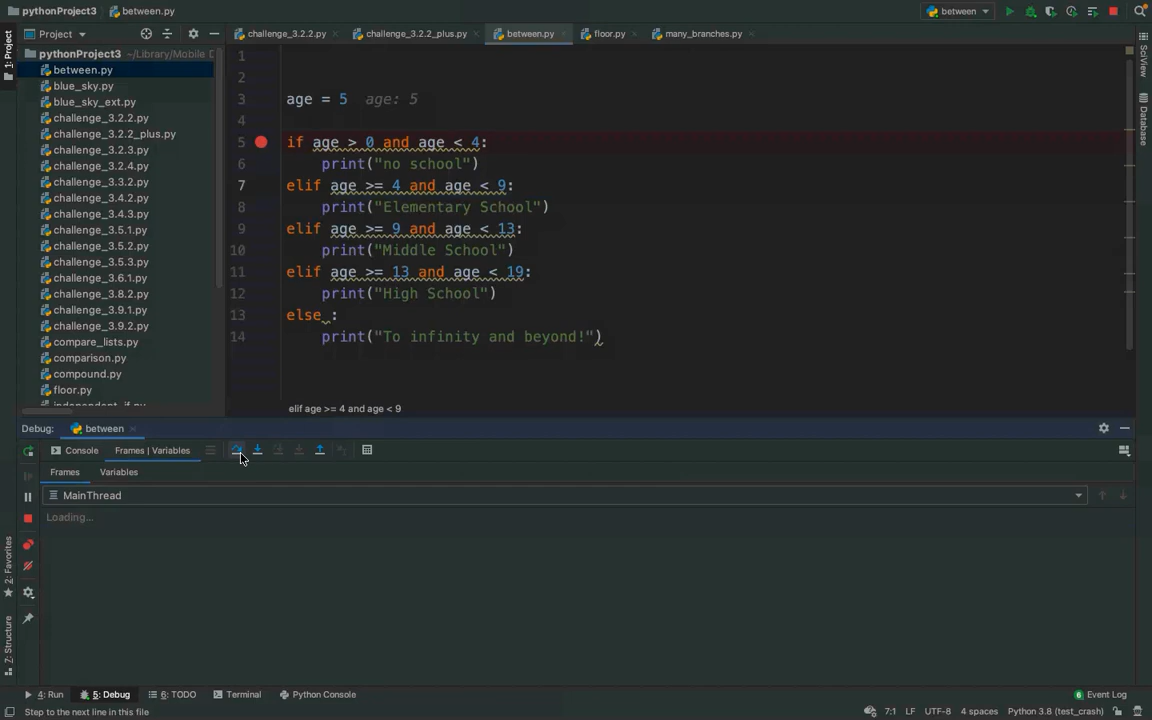 pythonProject3
between.py
between
Project
challenge_3.2.2.py
challenge_3.2.2_plus.py
between.py
floor.py
many_branches.py
1: Project
pythonProject3 ~/Library/Mobile D
between.py
blue_sky.py
blue_sky_ext.py
challenge_3.2.2.py
challenge_3.2.2_plus.py
challenge_3.2.3.py
challenge_3.2.4.py
challenge_3.3.2.py
challenge_3.4.2.py
challenge_3.4.3.py
challenge_3.5.1.py
challenge_3.5.2.py
challenge_3.5.3.py
challenge_3.6.1.py
challenge_3.8.2.py
challenge_3.9.1.py
challenge_3.9.2.py
compare_lists.py
comparison.py
compound.py
floor.py
independent_if.py
1
2
3 age = 5 age: 5
4
5 if age > 0 and age < 4:
6 print("no school")
7 elif age >= 4 and age < 9:
8 print("Elementary School")
9 elif age >= 9 and age < 13:
10 print("Middle School")
11 elif age >= 13 and age < 19:
12 print("High School")
13 else :
14 print("To infinity and beyond!")
elif age >= 4 and age < 9
SciView
Database
Debug:
between
Console
Frames | Variables
Frames
Variables
MainThread
Loading...
2: Favorites
7: Structure
4: Run
5: Debug
6: TODO
Terminal
Python Console
6 Event Log
Step to the next line in this file
7:1 LF UTF-8 4 spaces Python 3.8 (test_crash)